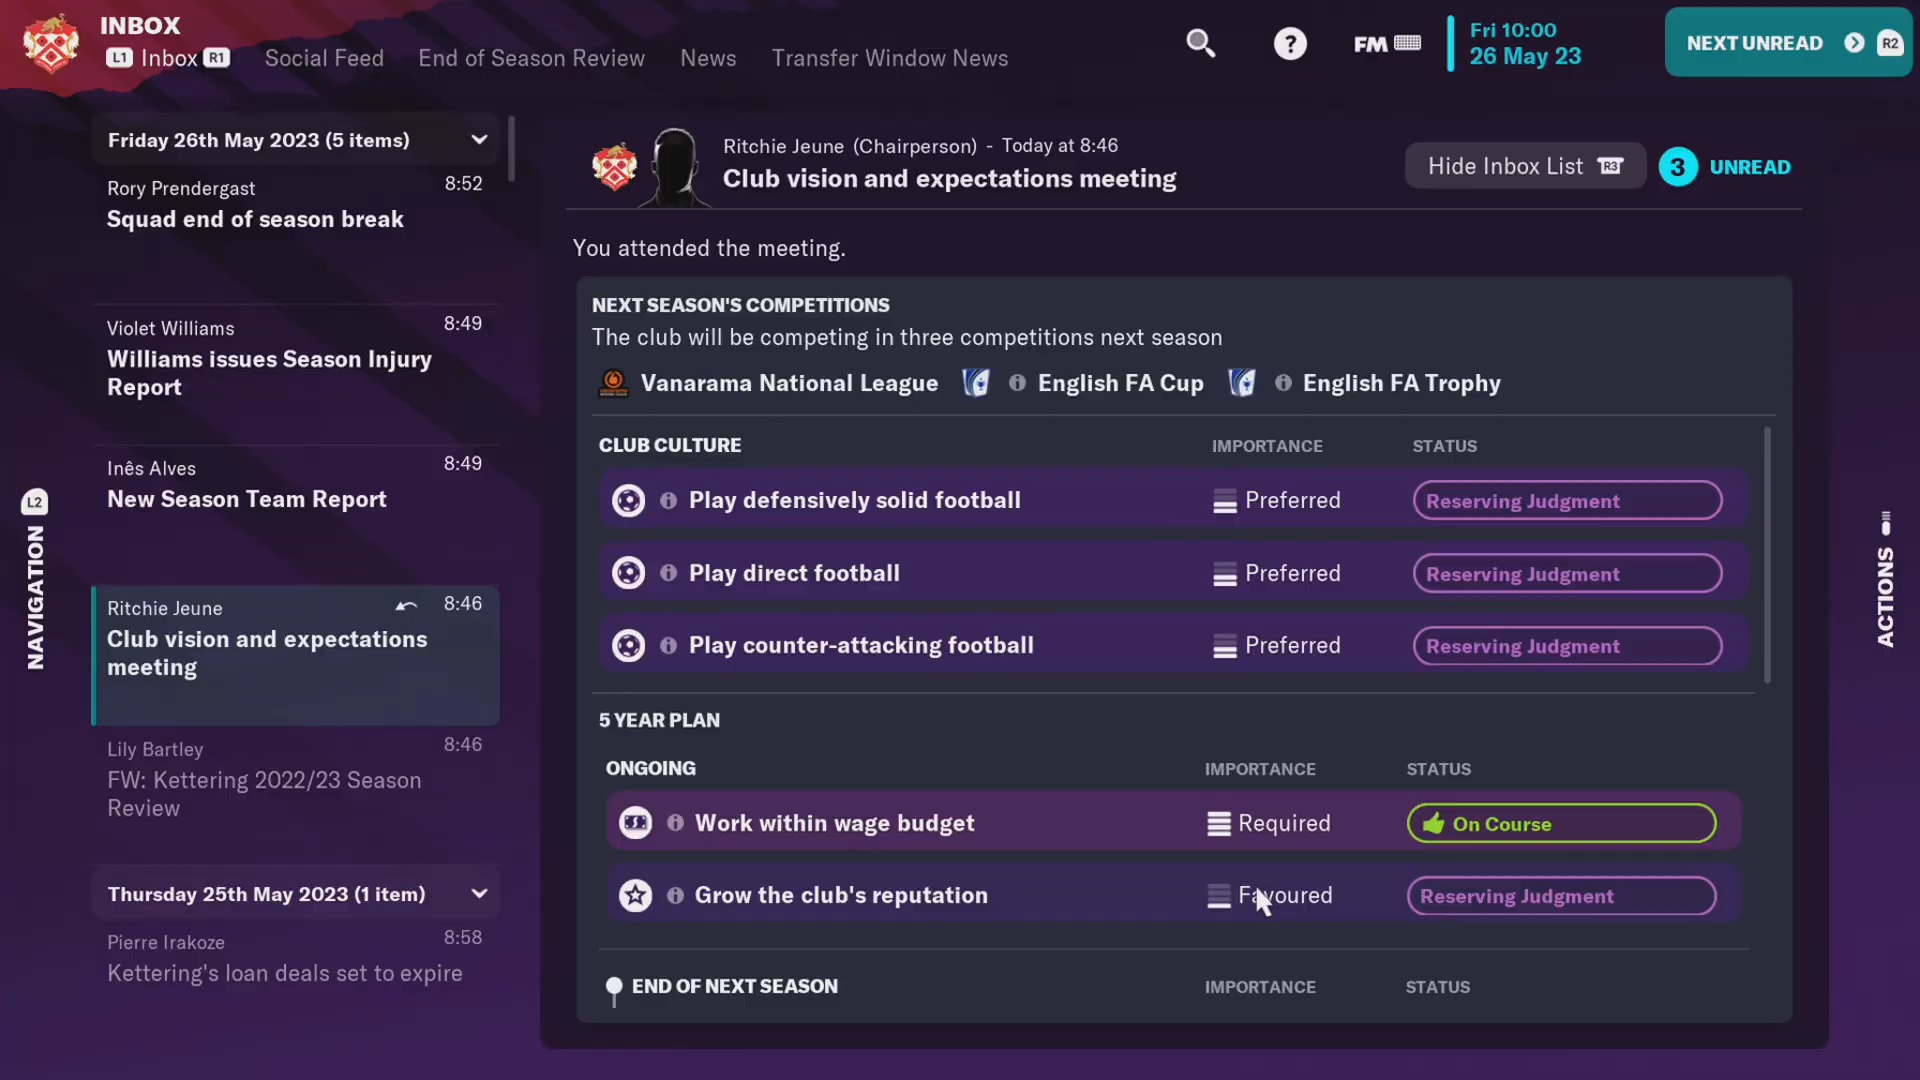 INBOX
L1 Inbox R1 Social Feed End of Season Review News Transfer Window News
?
FM
Fri 10:00
26 May 23
NEXT UNREAD R2
Friday 26th May 2023 (5 items)
Rory Prendergast 8:52
Squad end of season break
Violet Williams 8:49
Williams issues Season Injury
Report
Inês Alves 8:49
New Season Team Report
Ritchie Jeune 8:46
Club vision and expectations
meeting
Lily Bartley 8:46
FW: Kettering 2022/23 Season
Review
Thursday 25th May 2023 (1 item)
Pierre Irakoze 8:58
Kettering's loan deals set to expire
L2
NAVIGATION
Ritchie Jeune (Chairperson) - Today at 8:46
Club vision and expectations meeting
Hide Inbox List R3
3 UNREAD
You attended the meeting.
NEXT SEASON'S COMPETITIONS
The club will be competing in three competitions next season
Vanarama National League English FA Cup English FA Trophy
CLUB CULTURE IMPORTANCE STATUS
Play defensively solid football Preferred Reserving Judgment
Play direct football Preferred Reserving Judgment
Play counter-attacking football Preferred Reserving Judgment
5 YEAR PLAN
ONGOING IMPORTANCE STATUS
Work within wage budget Required On Course
Grow the club's reputation Favoured Reserving Judgment
END OF NEXT SEASON IMPORTANCE STATUS
ACTIONS